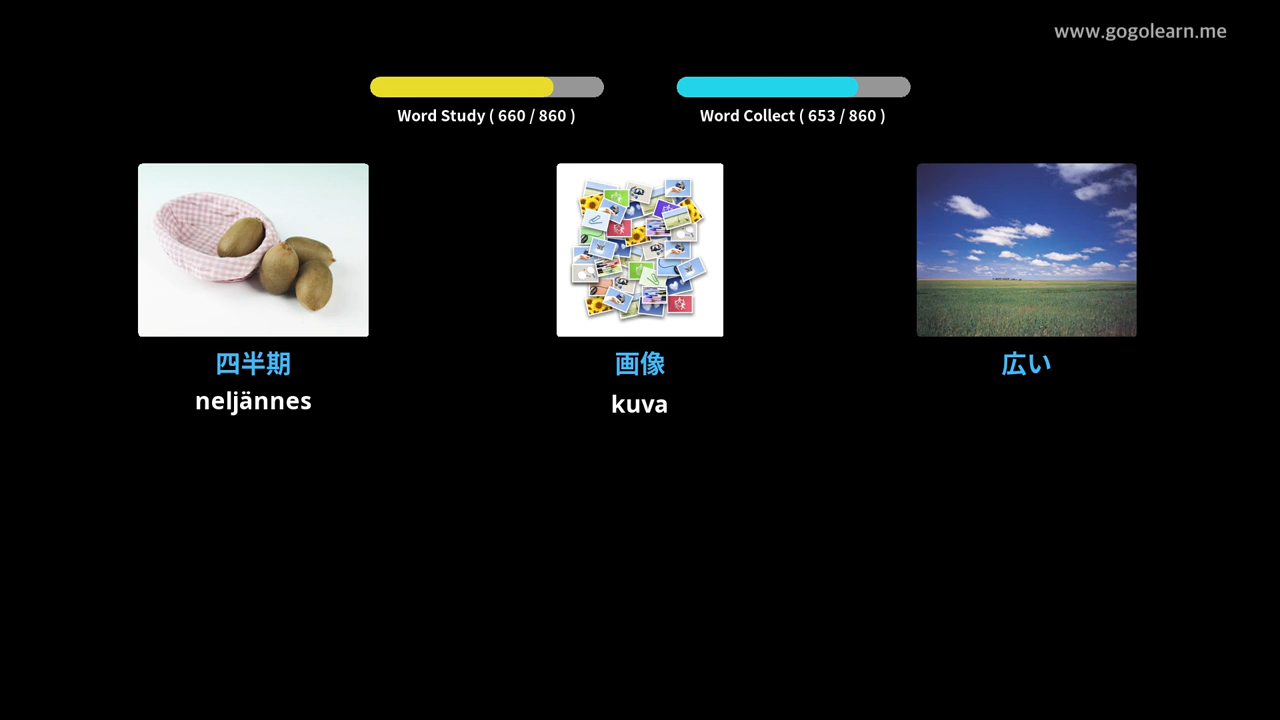 www.gogolearn.me
Word Study ( 660 / 860 )
Word Collect ( 653 / 860 )
四半期
画像
広い
neljännes
kuva